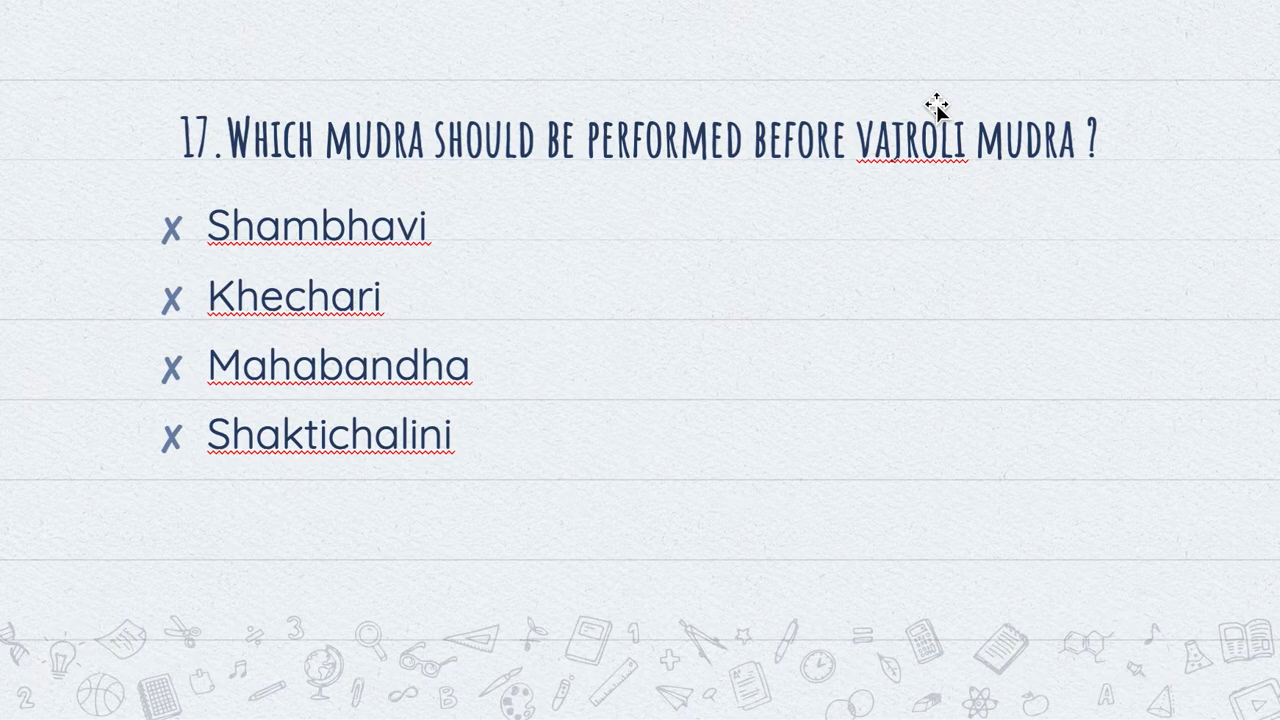 17. Which mudra should be performed before vajroli mudra ?
✗ Shambhavi
✗ Khechari
✗ Mahabandha
✗ Shaktichalini